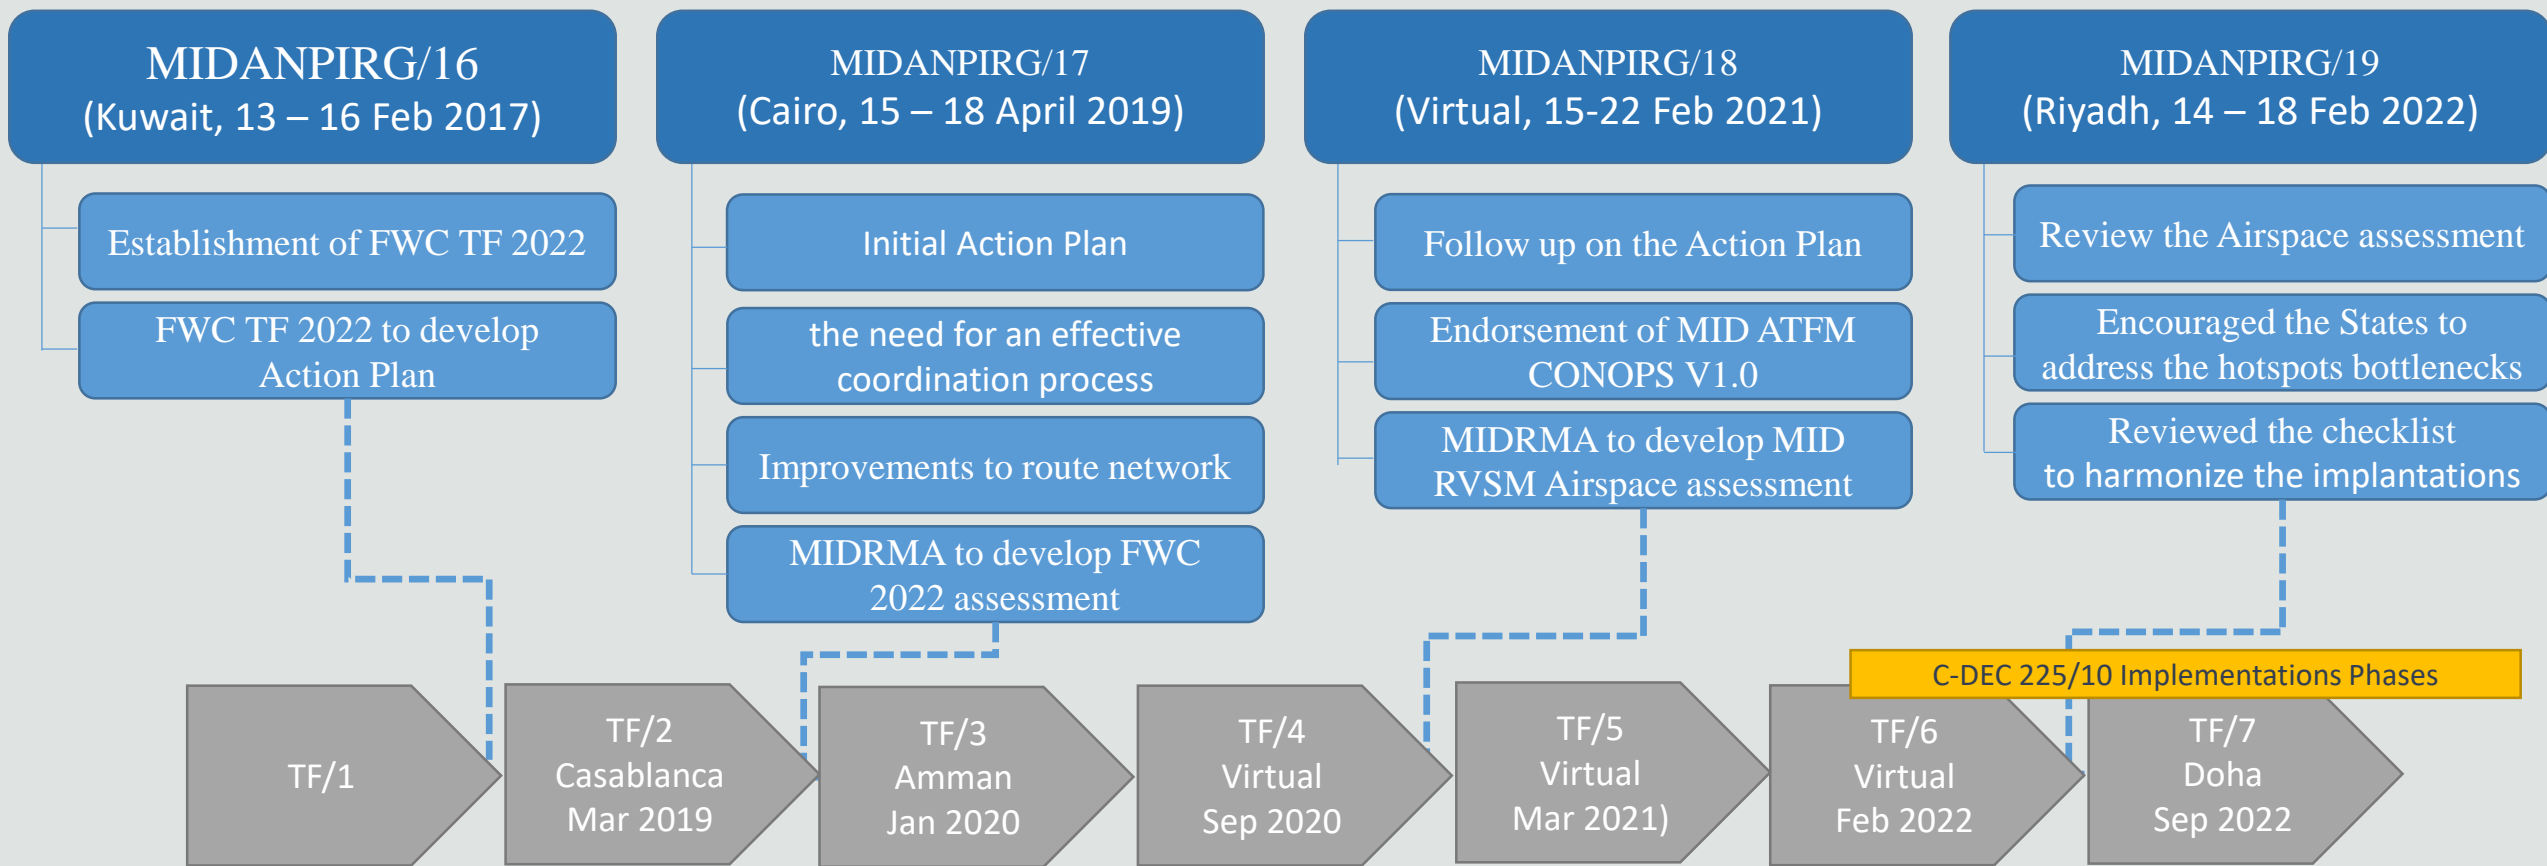 MIDANPIRG/16
(Kuwait, 13 – 16 Feb 2017)
Establishment of FWC TF 2022
FWC TF 2022 to develop
Action Plan
MIDANPIRG/17
(Cairo, 15 – 18 April 2019)
Initial Action Plan
the need for an effective
coordination process
Improvements to route network
MIDRMA to develop FWC
2022 assessment
MIDANPIRG/18
(Virtual, 15-22 Feb 2021)
Follow up on the Action Plan
Endorsement of MID ATFM
CONOPS V1.0
MIDRMA to develop MID
RVSM Airspace assessment
MIDANPIRG/19
(Riyadh, 14 – 18 Feb 2022)
Review the Airspace assessment
Encouraged the States to
address the hotspots bottlenecks
Reviewed the checklist
to harmonize the implantations
C-DEC 225/10 Implementations Phases
TF/1
TF/2
Casablanca
Mar 2019
TF/3
Amman
Jan 2020
TF/4
Virtual
Sep 2020
TF/5
Virtual
Mar 2021)
TF/6
Virtual
Feb 2022
TF/7
Doha
Sep 2022